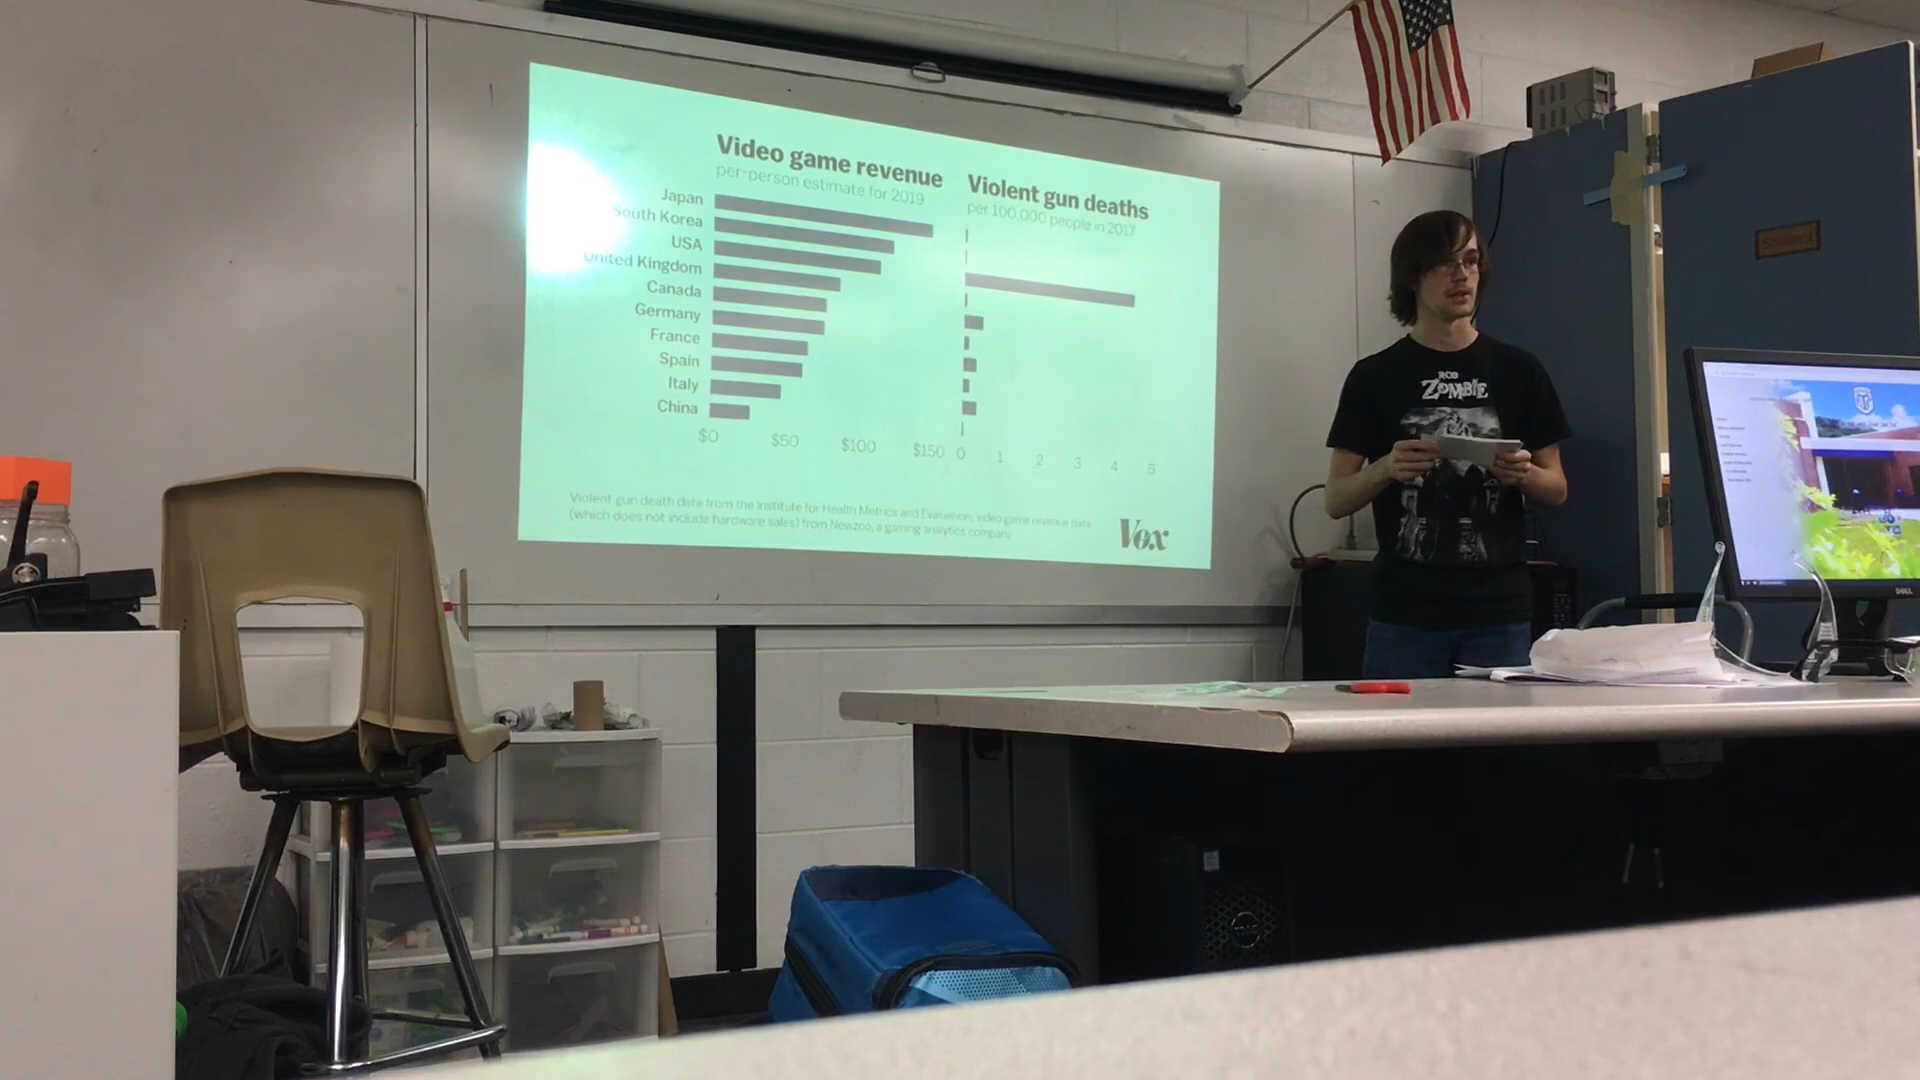 Video game revenue
per-person estimate for 2019
Violent gun deaths
per 100,000 people in 2017
Japan
South Korea
USA
United Kingdom
Canada
Germany
France
Spain
Italy
China
$0 $50 $100 $150
0 1 2 3 4 5
Violent gun death data from the Institute for Health Metrics and Evaluation; video game revenue data
(which does not include hardware sales) from Newzoo, a gaming analytics company
Vox
ROB
ZOMBIE
Student
DELL